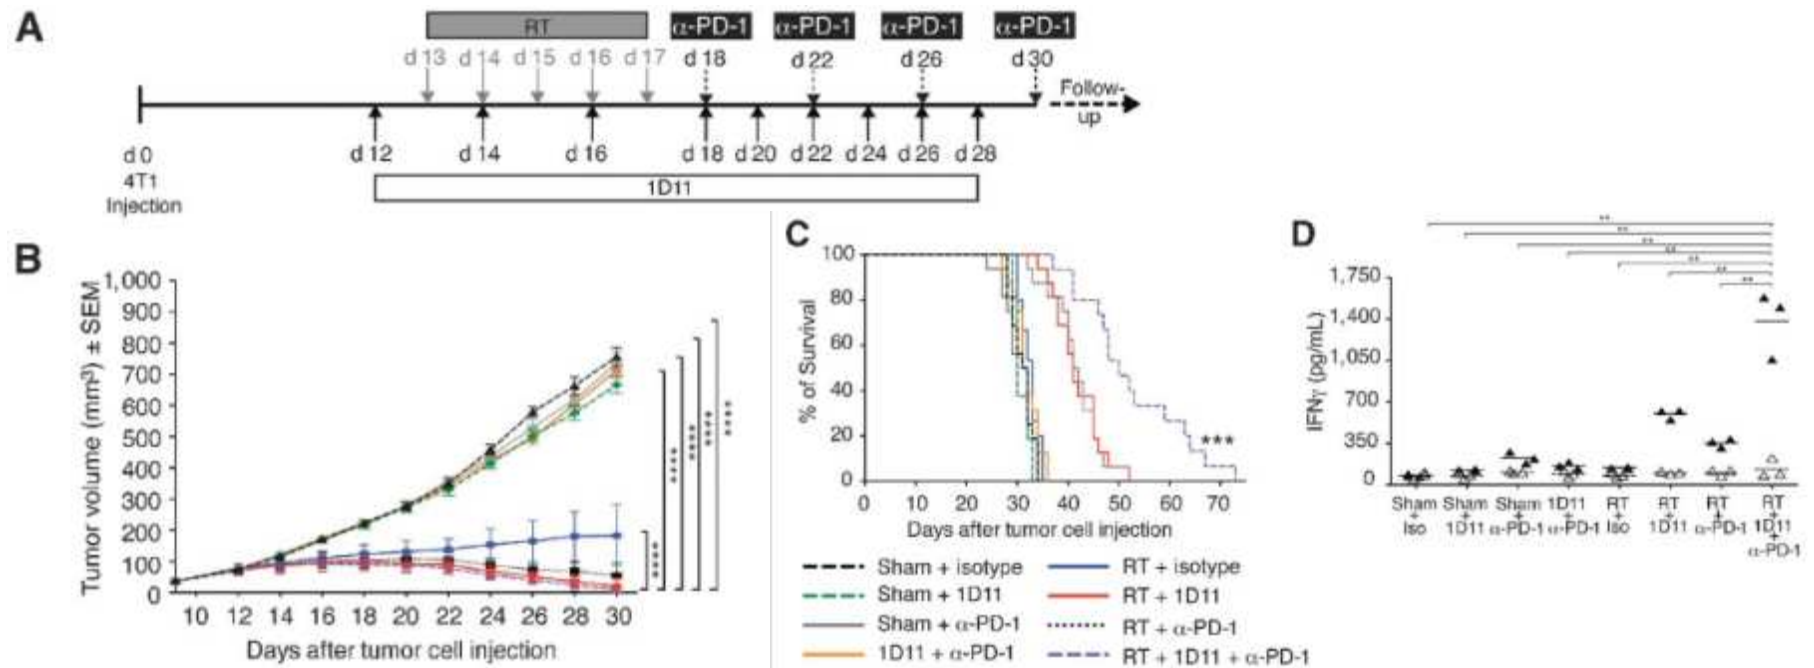 A
RT
α-PD-1 α-PD-1 α-PD-1 α-PD-1
d 13 d 14 d 15 d 16 d 17 d 18 d 22 d 26 d 30
Follow-
up
d 0 d 12 d 14 d 16 d 18 d 20 d 22 d 24 d 26 d 28
4T1
Injection
1D11
B
Tumor volume (mm³) ± SEM
1,000
900
800
700
600
500
400
300
200
100
0
10 12 14 16 18 20 22 24 26 28 30
Days after tumor cell injection
****
****
****
****
****
C
% of Survival
100
80
60
40
20
0
***
0 10 20 30 40 50 60 70
Days after tumor cell injection
Sham + isotype
Sham + 1D11
Sham + α-PD-1
1D11 + α-PD-1
RT + isotype
RT + 1D11
RT + α-PD-1
RT + 1D11 + α-PD-1
D
**
**
**
**
**
**
**
IFNγ (pg/mL)
1,750
1,400
1,050
700
350
0
Sham Sham Sham 1D11 RT RT RT RT
+ + + + + + + +
Iso 1D11 α-PD-1 α-PD-1 Iso 1D11 α-PD-1 1D11
+
α-PD-1